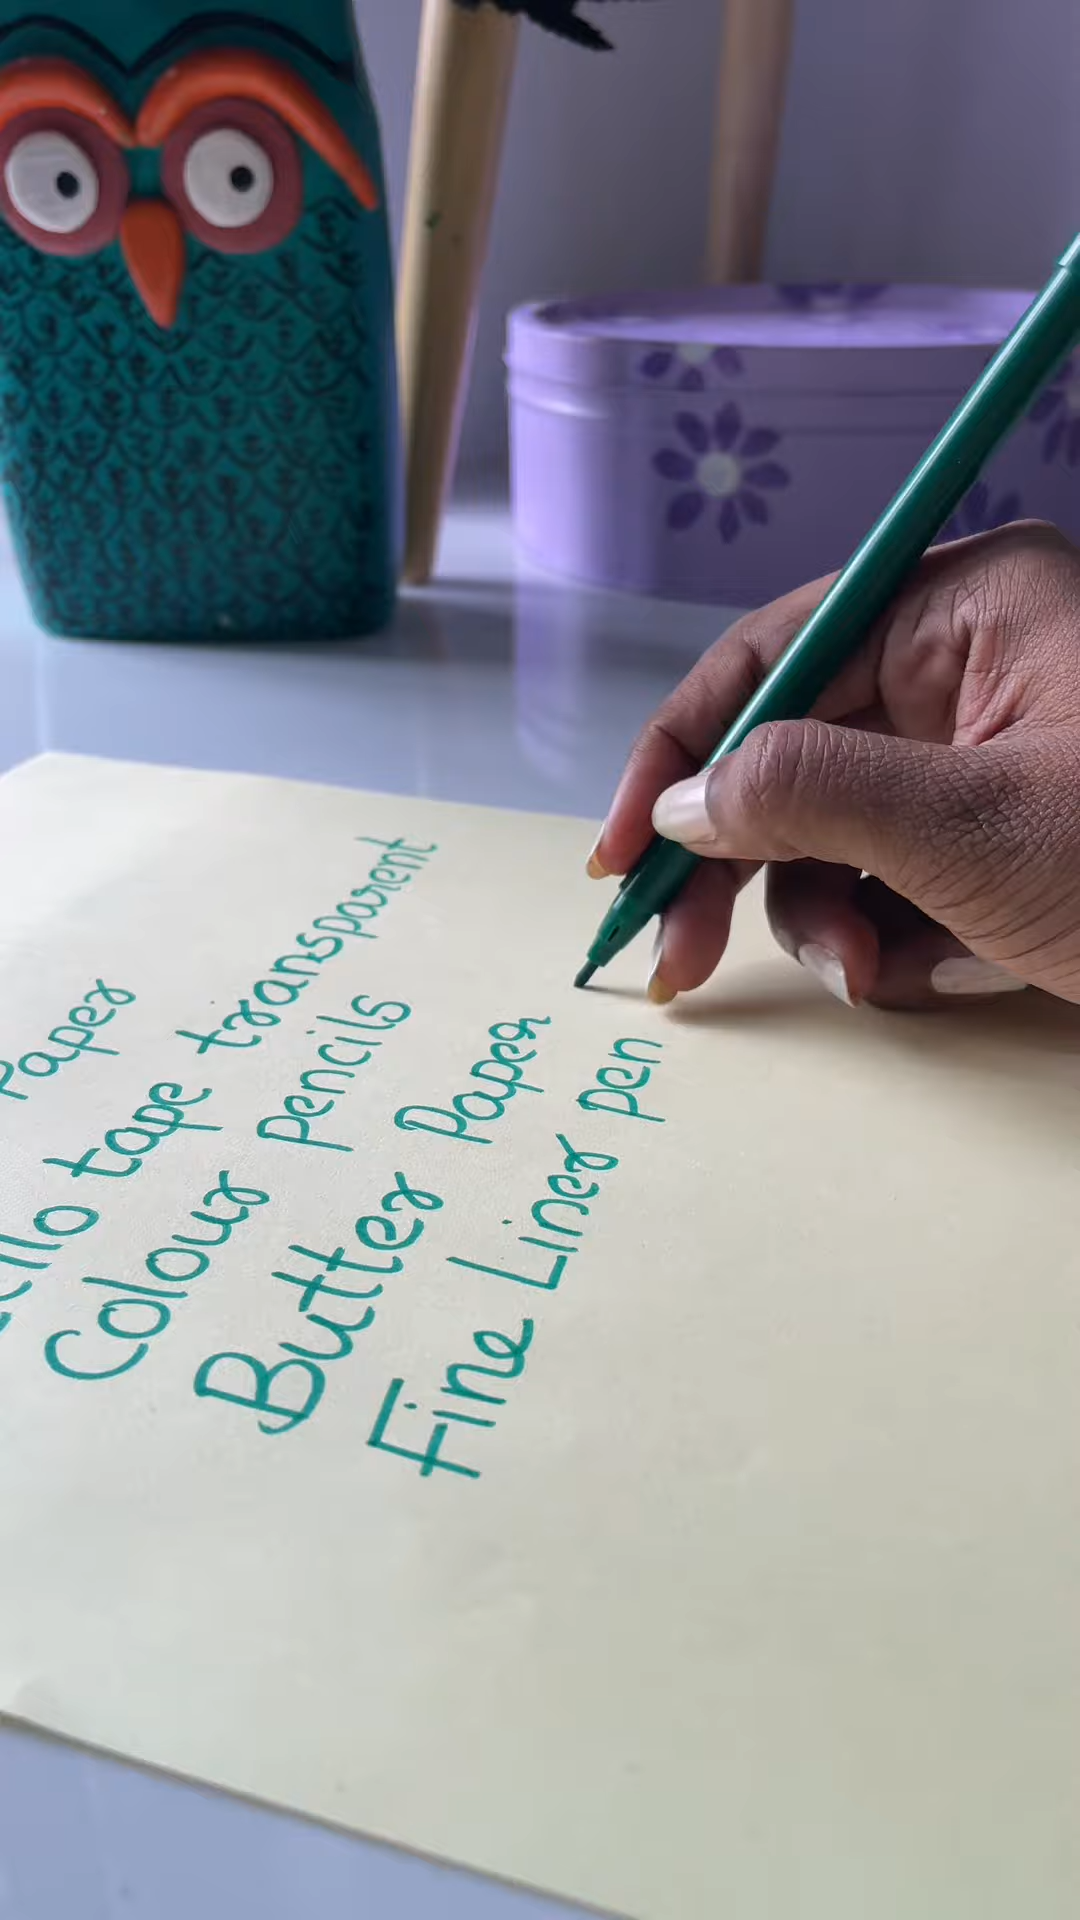 Paper
tape transparent
Colour pencils
Butter Paper
Fine Liner pen